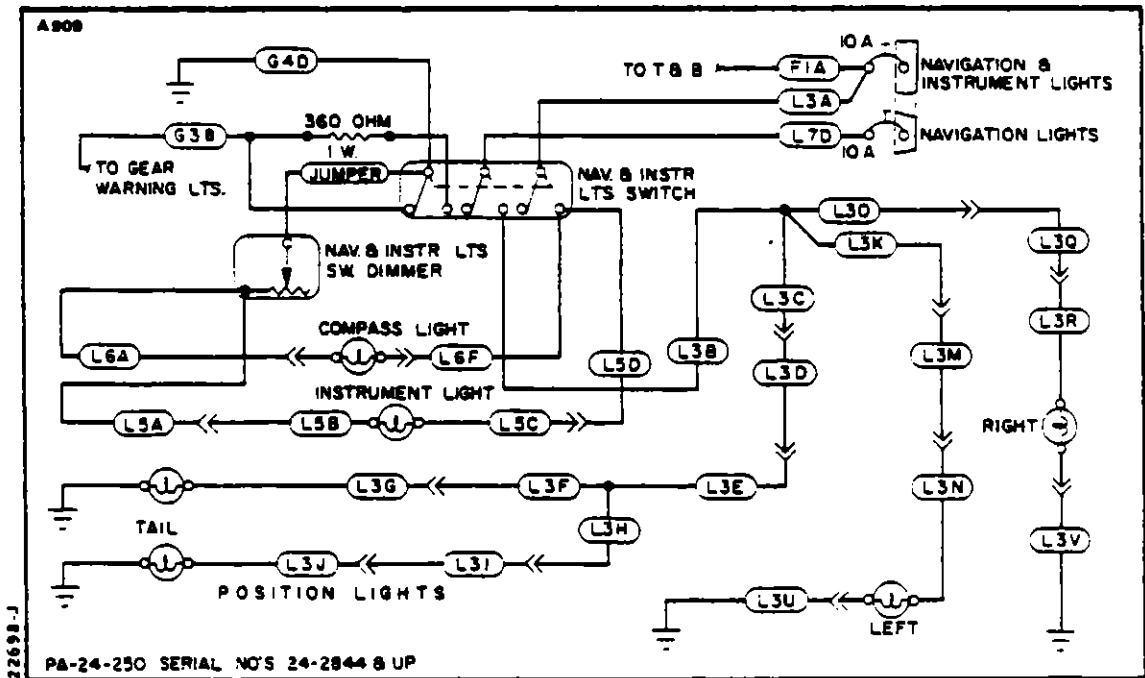 A909
G4D
10 A
TO T & B
F1A
NAVIGATION &
INSTRUMENT LIGHTS
L3A
G3B
360 OHM
1 W.
L7D
10 A
NAVIGATION LIGHTS
TO GEAR
WARNING LTS.
JUMPER
NAV. & INSTR
LTS SWITCH
L3O
L3K
L3Q
NAV. & INSTR LTS
SW. DIMMER
L3C
L3R
COMPASS LIGHT
L6A
L6F
L5D
L3B
L3D
L3M
INSTRUMENT LIGHT
L5A
L5B
L5C
RIGHT
L3G
L3F
L3E
L3N
TAIL
L3H
L3V
L3J
L3I
POSITION LIGHTS
L3U
LEFT
22698-J
PA-24-250 SERIAL NO'S 24-2844 & UP